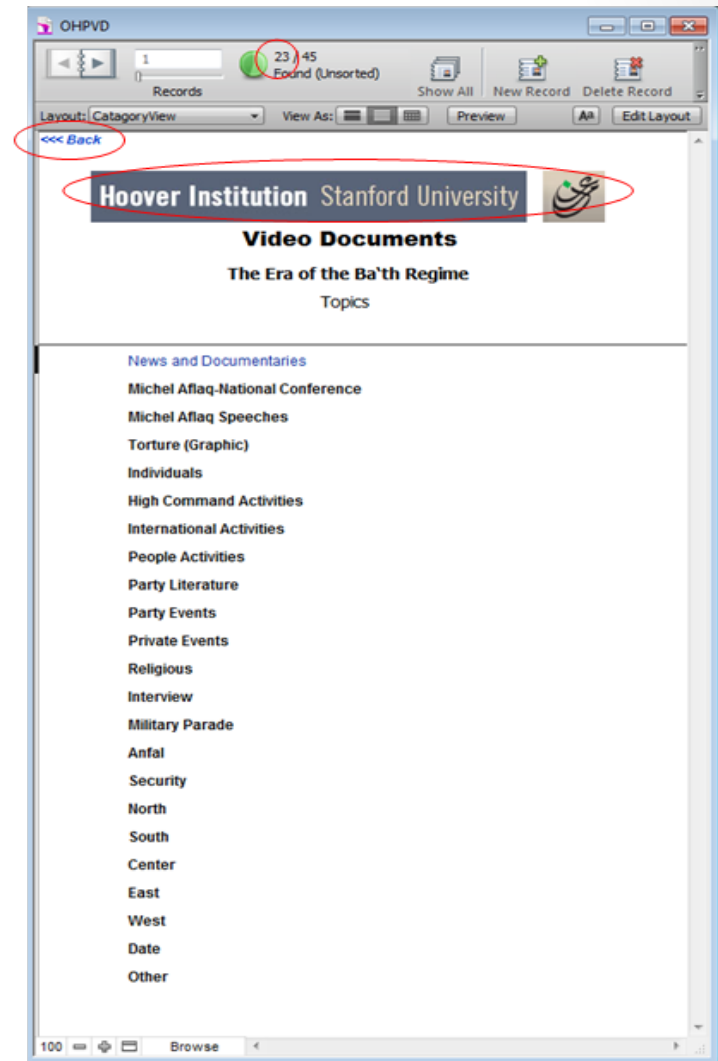 OHPVD
1
Records
23 / 45
Found (Unsorted)
Show All
New Record
Delete Record
Layout: CatagoryView
View As:
Preview
Aa
Edit Layout
<<< Back
Hoover Institution Stanford University
Video Documents
The Era of the Ba‛th Regime
Topics
News and Documentaries
Michel Aflaq-National Conference
Michel Aflaq Speeches
Torture (Graphic)
Individuals
High Command Activities
International Activities
People Activities
Party Literature
Party Events
Private Events
Religious
Interview
Military Parade
Anfal
Security
North
South
Center
East
West
Date
Other
100
Browse